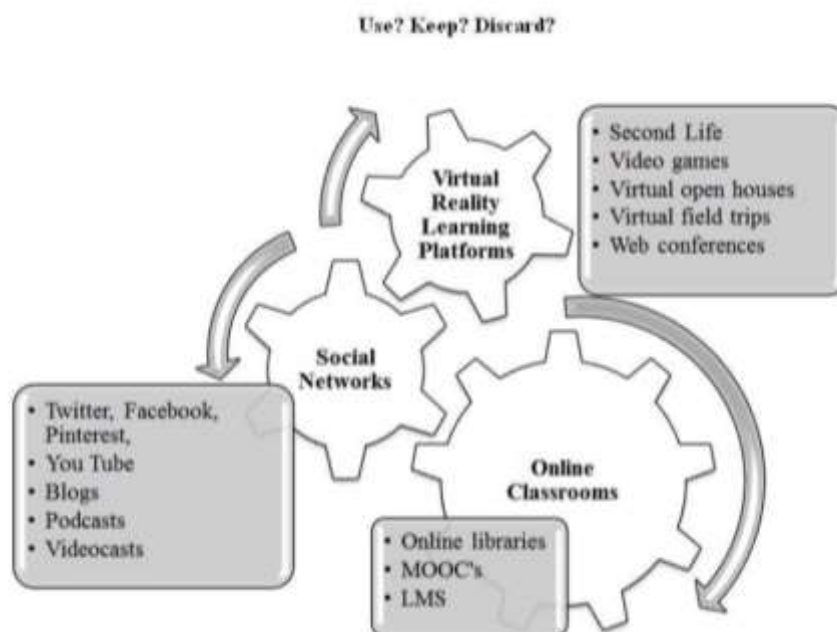 Use? Keep? Discard?
Virtual
Reality
Learning
Platforms
• Second Life
• Video games
• Virtual open houses
• Virtual field trips
• Web conferences
Social
Networks
• Twitter, Facebook,
Pinterest,
• You Tube
• Blogs
• Podcasts
• Videocasts
Online
Classrooms
• Online libraries
• MOOC's
• LMS